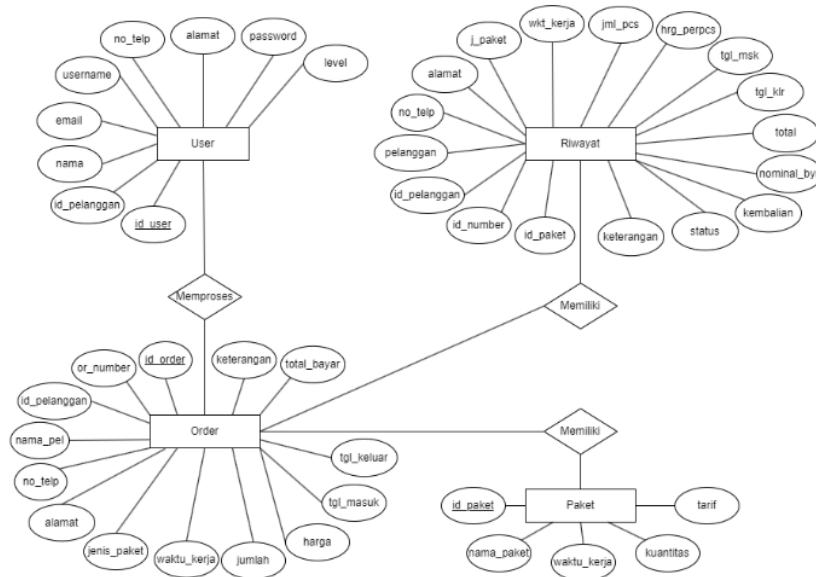 no_telp
alamat
password
username
level
email
User
nama
id_pelanggan
id_user
wkt_kerja
jml_pcs
hrg_perpcs
j_paket
tgl_msk
alamat
tgl_klr
no_telp
total
Riwayat
pelanggan
nominal_byr
id_pelanggan
kembalian
id_number
id_paket
keterangan
status
Memproses
Memiliki
id_order
keterangan
total_bayar
or_number
id_pelanggan
Order
nama_pel
tgl_keluar
no_telp
tgl_masuk
alamat
harga
jenis_paket
waktu_kerja
jumlah
Memiliki
id_paket
Paket
tarif
nama_paket
waktu_kerja
kuantitas